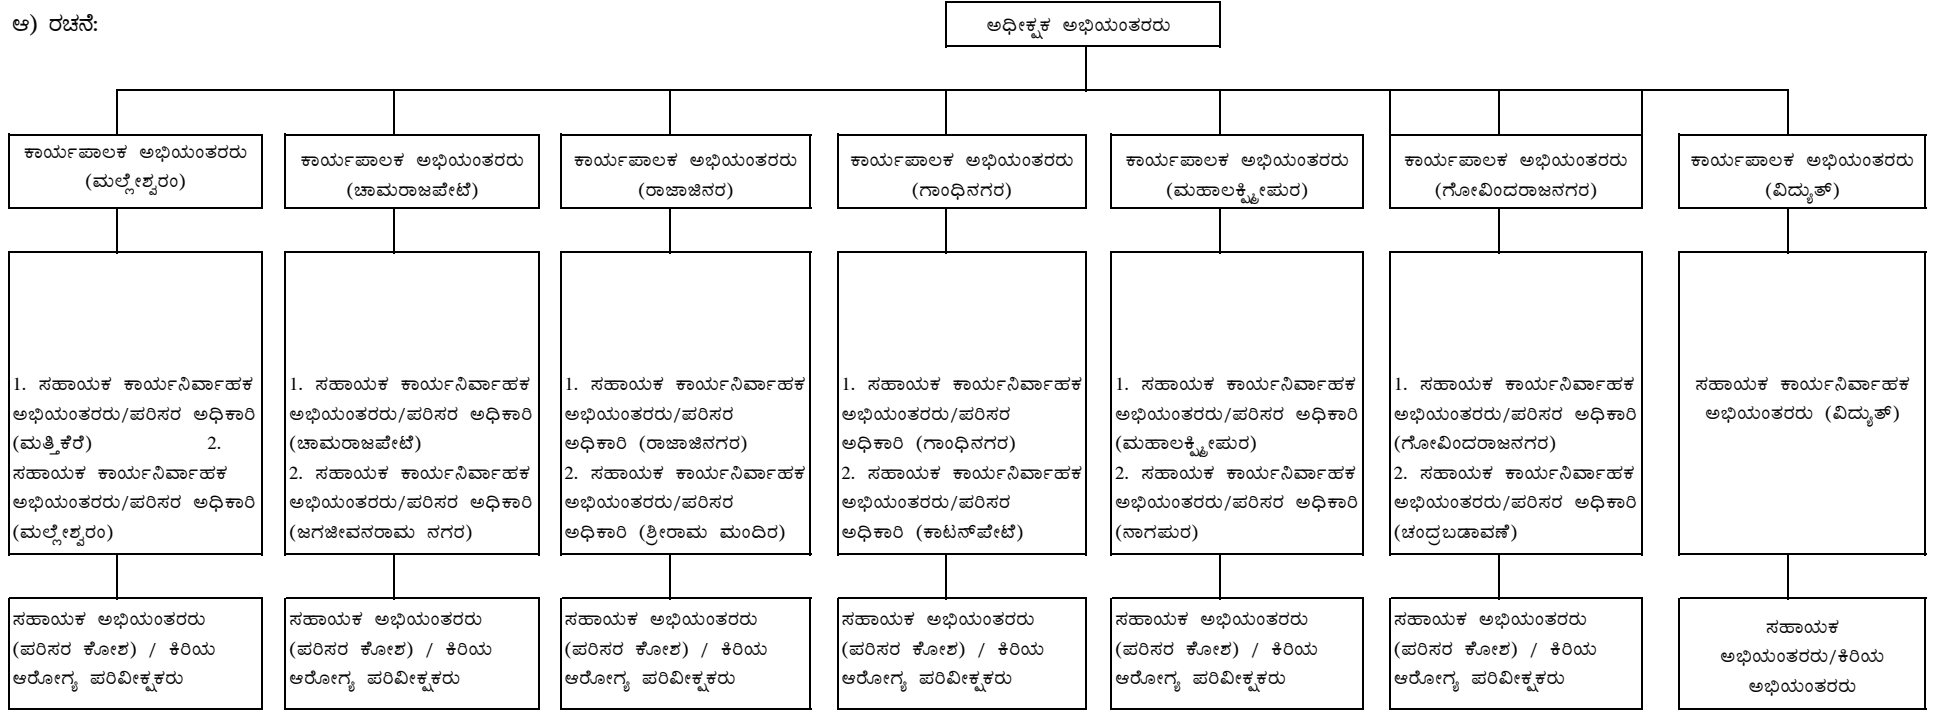 ಆ) ರಚನೆ:
ಅಧೀಕ್ಷಕ ಅಭಿಯಂತರರು
ಕಾರ್ಯಪಾಲಕ ಅಭಿಯಂತರರು
(ಮಲ್ಲೇಶ್ವರಂ)
ಕಾರ್ಯಪಾಲಕ ಅಭಿಯಂತರರು
(ಚಾಮರಾಜಪೇಟೆ)
ಕಾರ್ಯಪಾಲಕ ಅಭಿಯಂತರರು
(ರಾಜಾಜಿನರ)
ಕಾರ್ಯಪಾಲಕ ಅಭಿಯಂತರರು
(ಗಾಂಧಿನಗರ)
ಕಾರ್ಯಪಾಲಕ ಅಭಿಯಂತರರು
(ಮಹಾಲಕ್ಷ್ಮೀಪುರ)
ಕಾರ್ಯಪಾಲಕ ಅಭಿಯಂತರರು
(ಗೋವಿಂದರಾಜನಗರ)
ಕಾರ್ಯಪಾಲಕ ಅಭಿಯಂತರರು
(ವಿದ್ಯುತ್)
1. ಸಹಾಯಕ ಕಾರ್ಯನಿರ್ವಾಹಕ
ಅಭಿಯಂತರರು/ಪರಿಸರ ಅಧಿಕಾರಿ
(ಮತ್ತಿಕೆರೆ) 2.
ಸಹಾಯಕ ಕಾರ್ಯನಿರ್ವಾಹಕ
ಅಭಿಯಂತರರು/ಪರಿಸರ ಅಧಿಕಾರಿ
(ಮಲ್ಲೇಶ್ವರಂ)
1. ಸಹಾಯಕ ಕಾರ್ಯನಿರ್ವಾಹಕ
ಅಭಿಯಂತರರು/ಪರಿಸರ ಅಧಿಕಾರಿ
(ಚಾಮರಾಜಪೇಟೆ)
2. ಸಹಾಯಕ ಕಾರ್ಯನಿರ್ವಾಹಕ
ಅಭಿಯಂತರರು/ಪರಿಸರ ಅಧಿಕಾರಿ
(ಜಗಜೀವನರಾಮ ನಗರ)
1. ಸಹಾಯಕ ಕಾರ್ಯನಿರ್ವಾಹಕ
ಅಭಿಯಂತರರು/ಪರಿಸರ
ಅಧಿಕಾರಿ (ರಾಜಾಜಿನಗರ)
2. ಸಹಾಯಕ ಕಾರ್ಯನಿರ್ವಾಹಕ
ಅಭಿಯಂತರರು/ಪರಿಸರ
ಅಧಿಕಾರಿ (ಶ್ರೀರಾಮ ಮಂದಿರ)
1. ಸಹಾಯಕ ಕಾರ್ಯನಿರ್ವಾಹಕ
ಅಭಿಯಂತರರು/ಪರಿಸರ
ಅಧಿಕಾರಿ (ಗಾಂಧಿನಗರ)
2. ಸಹಾಯಕ ಕಾರ್ಯನಿರ್ವಾಹಕ
ಅಭಿಯಂತರರು/ಪರಿಸರ
ಅಧಿಕಾರಿ (ಕಾಟನ್‌ಪೇಟೆ)
1. ಸಹಾಯಕ ಕಾರ್ಯನಿರ್ವಾಹಕ
ಅಭಿಯಂತರರು/ಪರಿಸರ ಅಧಿಕಾರಿ
(ಮಹಾಲಕ್ಷ್ಮೀಪುರ)
2. ಸಹಾಯಕ ಕಾರ್ಯನಿರ್ವಾಹಕ
ಅಭಿಯಂತರರು/ಪರಿಸರ ಅಧಿಕಾರಿ
(ನಾಗಪುರ)
1. ಸಹಾಯಕ ಕಾರ್ಯನಿರ್ವಾಹಕ
ಅಭಿಯಂತರರು/ಪರಿಸರ ಅಧಿಕಾರಿ
(ಗೋವಿಂದರಾಜನಗರ)
2. ಸಹಾಯಕ ಕಾರ್ಯನಿರ್ವಾಹಕ
ಅಭಿಯಂತರರು/ಪರಿಸರ ಅಧಿಕಾರಿ
(ಚಂದ್ರಬಡಾವಣೆ)
ಸಹಾಯಕ ಕಾರ್ಯನಿರ್ವಾಹಕ
ಅಭಿಯಂತರರು (ವಿದ್ಯುತ್)
ಸಹಾಯಕ ಅಭಿಯಂತರರು
(ಪರಿಸರ ಕೋಶ) / ಕಿರಿಯ
ಆರೋಗ್ಯ ಪರಿವೀಕ್ಷಕರು
ಸಹಾಯಕ ಅಭಿಯಂತರರು
(ಪರಿಸರ ಕೋಶ) / ಕಿರಿಯ
ಆರೋಗ್ಯ ಪರಿವೀಕ್ಷಕರು
ಸಹಾಯಕ ಅಭಿಯಂತರರು
(ಪರಿಸರ ಕೋಶ) / ಕಿರಿಯ
ಆರೋಗ್ಯ ಪರಿವೀಕ್ಷಕರು
ಸಹಾಯಕ ಅಭಿಯಂತರರು
(ಪರಿಸರ ಕೋಶ) / ಕಿರಿಯ
ಆರೋಗ್ಯ ಪರಿವೀಕ್ಷಕರು
ಸಹಾಯಕ ಅಭಿಯಂತರರು
(ಪರಿಸರ ಕೋಶ) / ಕಿರಿಯ
ಆರೋಗ್ಯ ಪರಿವೀಕ್ಷಕರು
ಸಹಾಯಕ ಅಭಿಯಂತರರು
(ಪರಿಸರ ಕೋಶ) / ಕಿರಿಯ
ಆರೋಗ್ಯ ಪರಿವೀಕ್ಷಕರು
ಸಹಾಯಕ
ಅಭಿಯಂತರರು/ಕಿರಿಯ
ಅಭಿಯಂತರರು